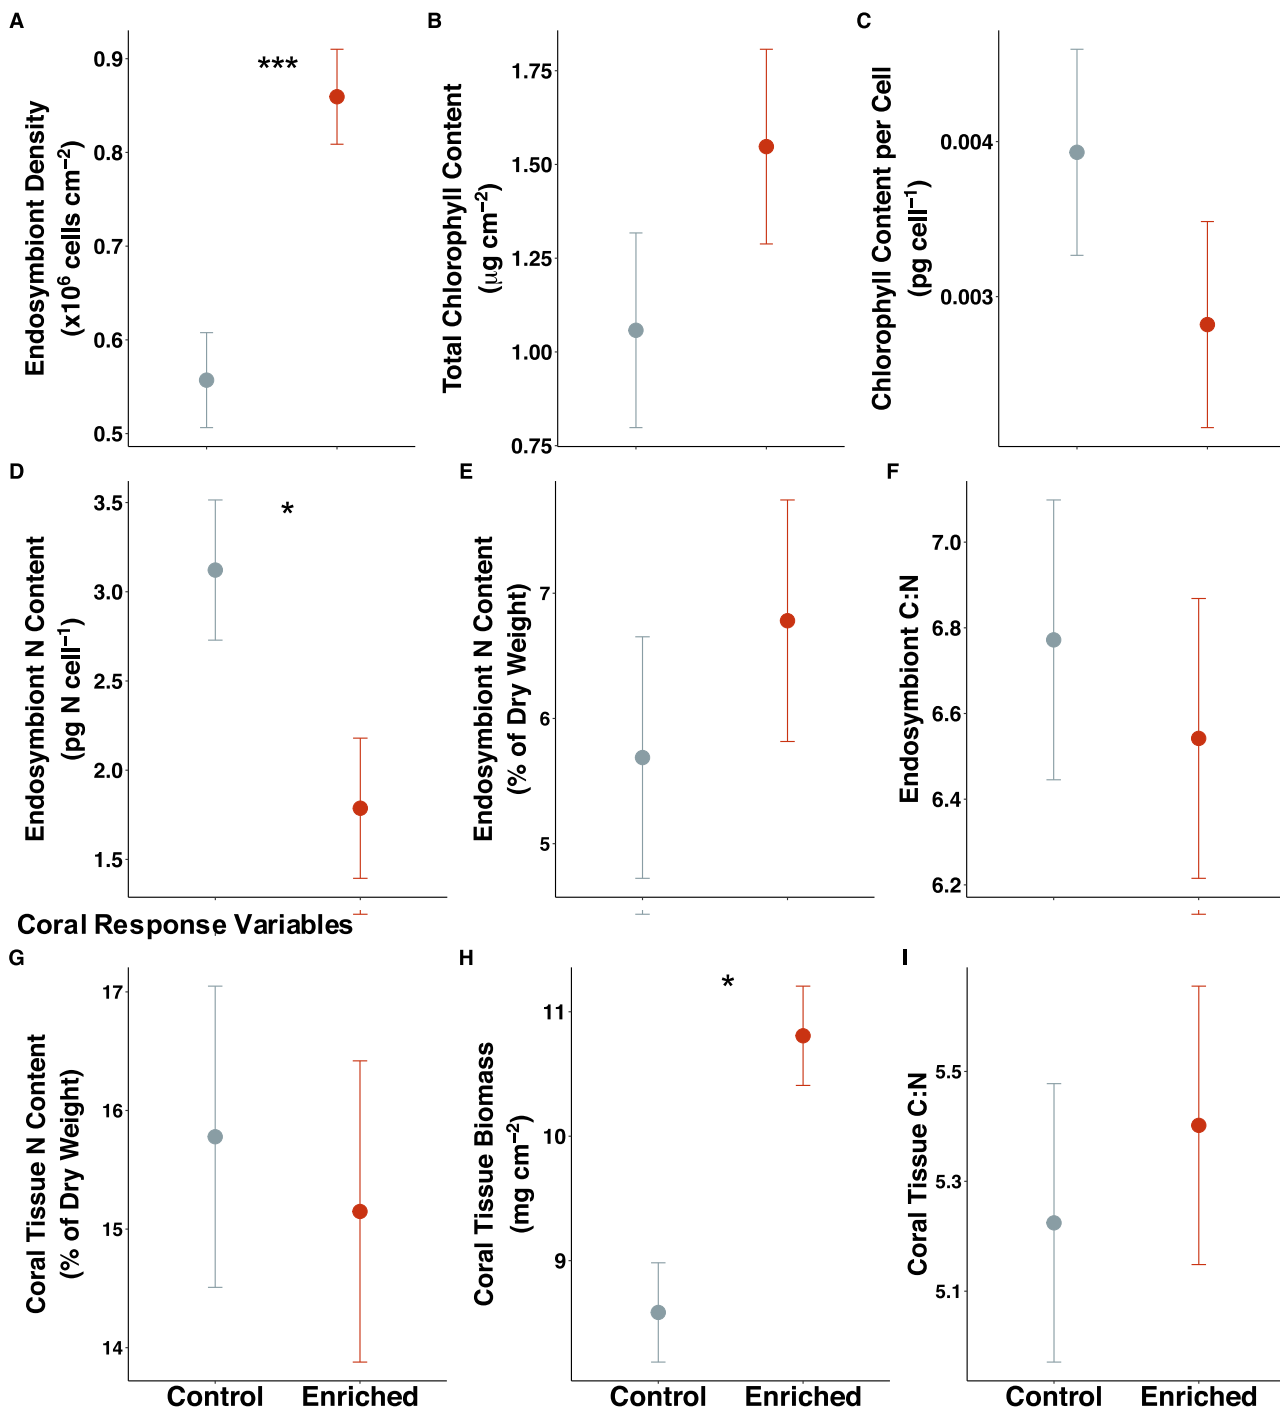 A
B
C
Endosymbiont Density
(x10⁶ cells cm⁻²)
0.9
0.8
0.7
0.6
0.5
***
Total Chlorophyll Content
(μg cm⁻²)
1.75
1.50
1.25
1.00
0.75
Chlorophyll Content per Cell
(pg cell⁻¹)
0.004
0.003
D
E
F
Endosymbiont N Content
(pg N cell⁻¹)
3.5
3.0
2.5
2.0
1.5
*
Endosymbiont N Content
(% of Dry Weight)
7
6
5
Endosymbiont C:N
7.0
6.8
6.6
6.4
6.2
Coral Response Variables
G
H
I
Coral Tissue N Content
(% of Dry Weight)
17
16
15
14
Control Enriched
Coral Tissue Biomass
(mg cm⁻²)
11
10
9
*
Control Enriched
Coral Tissue C:N
5.5
5.3
5.1
Control Enriched